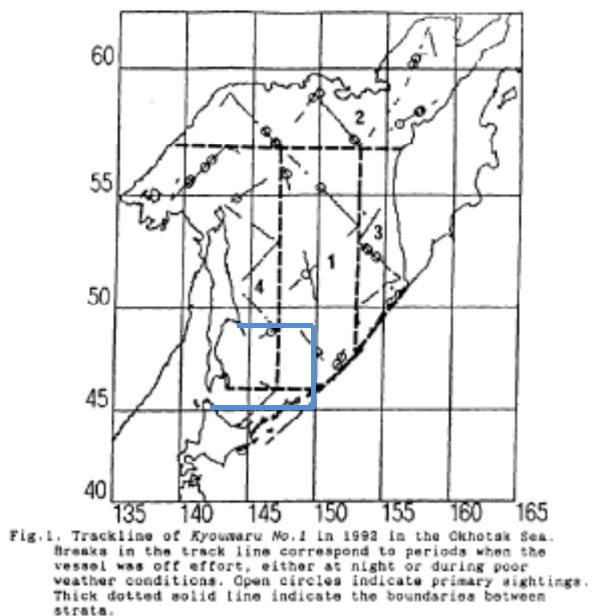 60
2
55
3
1
4
50
45
40
135 140 145 150 155 160 165
Fig.1. Trackline of Kyoumaru No.1 in 1992 in the Okhotsk Sea.
Breaks in the track line correspond to periods when the
vessel was off effort, either at night or during poor
weather conditions. Open circles indicate primary sightings.
Thick dotted solid line indicate the boundaries between
strata.